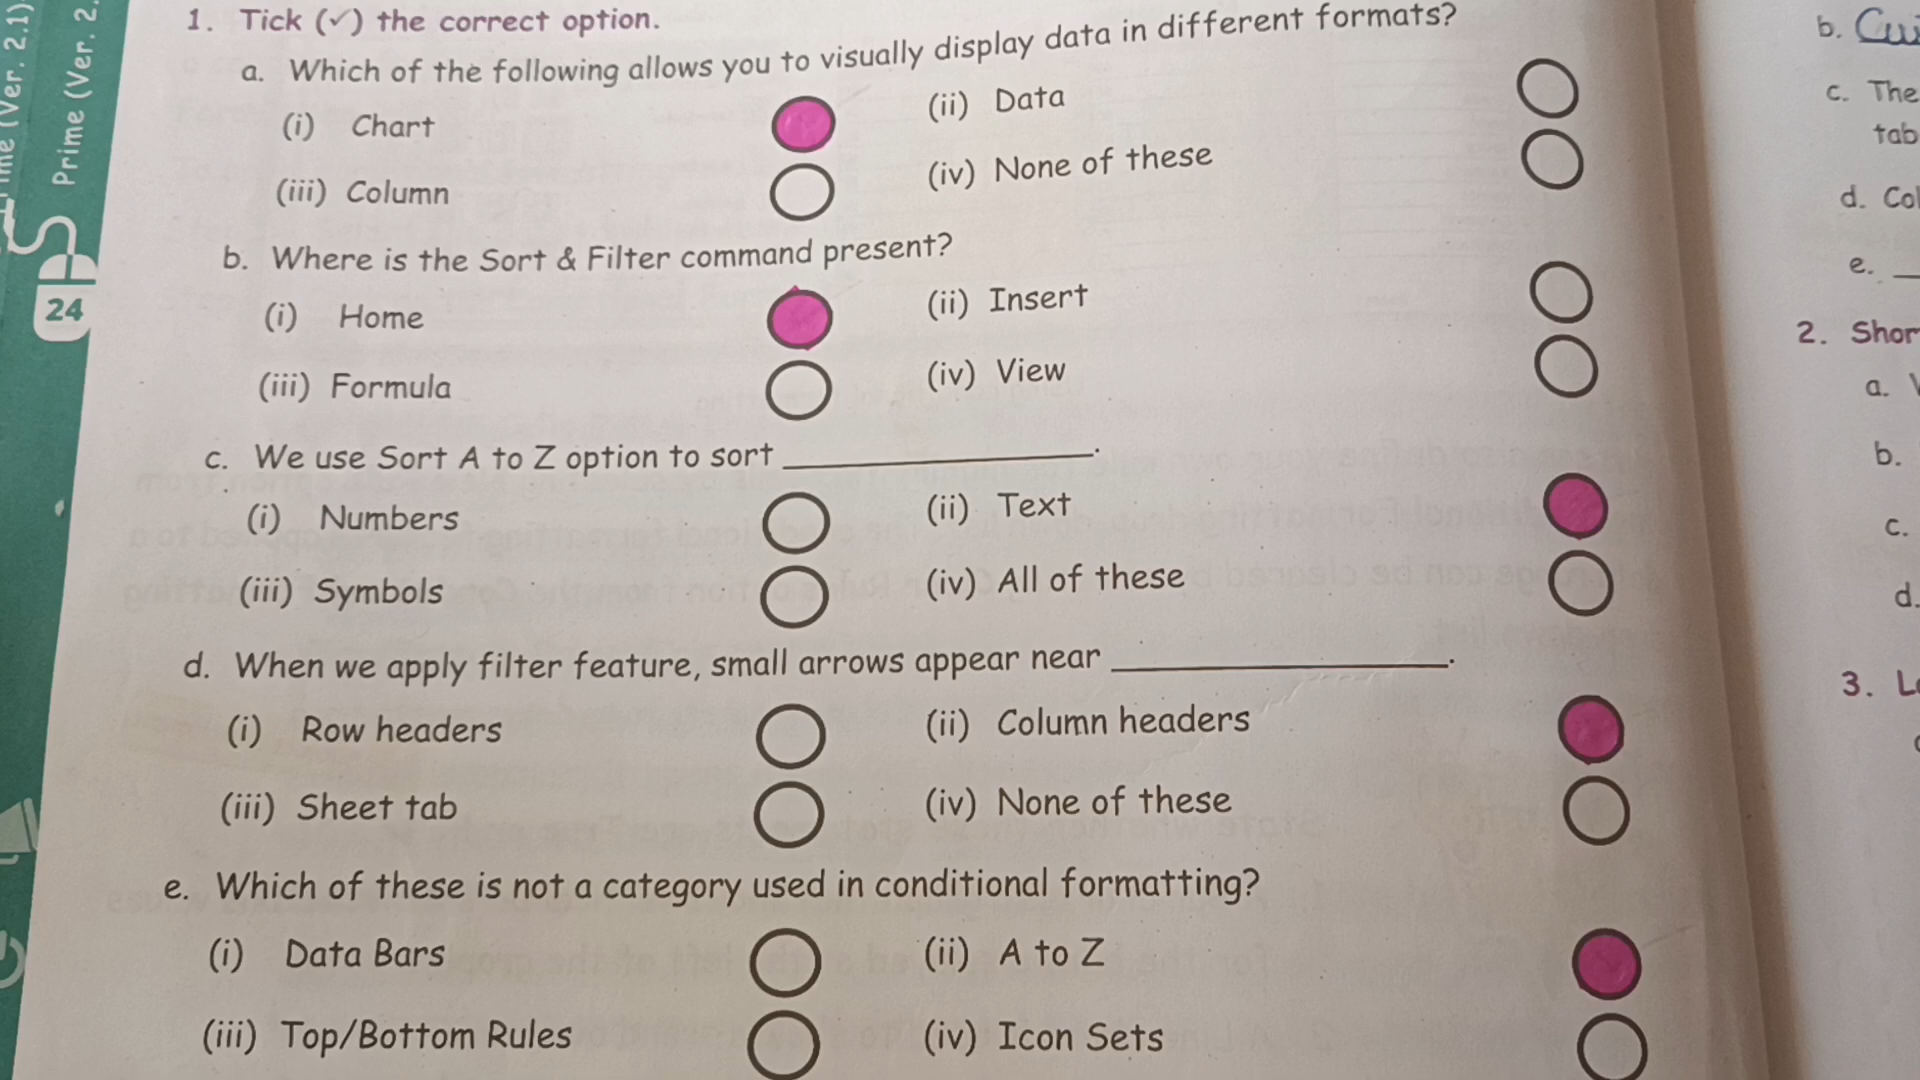 1. Tick (✓) the correct option.
a. Which of the following allows you to visually display data in different formats?
(i) Chart
(ii) Data
(iii) Column
(iv) None of these
b. Where is the Sort & Filter command present?
(i) Home
(ii) Insert
(iii) Formula
(iv) View
c. We use Sort A to Z option to sort ____________.
(i) Numbers
(ii) Text
(iii) Symbols
(iv) All of these
d. When we apply filter feature, small arrows appear near ____________.
(i) Row headers
(ii) Column headers
(iii) Sheet tab
(iv) None of these
e. Which of these is not a category used in conditional formatting?
(i) Data Bars
(ii) A to Z
(iii) Top/Bottom Rules
(iv) Icon Sets
Prime (Ver. 2.
(Ver. 2.1)
24
b.
c. The
tab
d.
e.
2.
a.
b.
c.
d.
3.